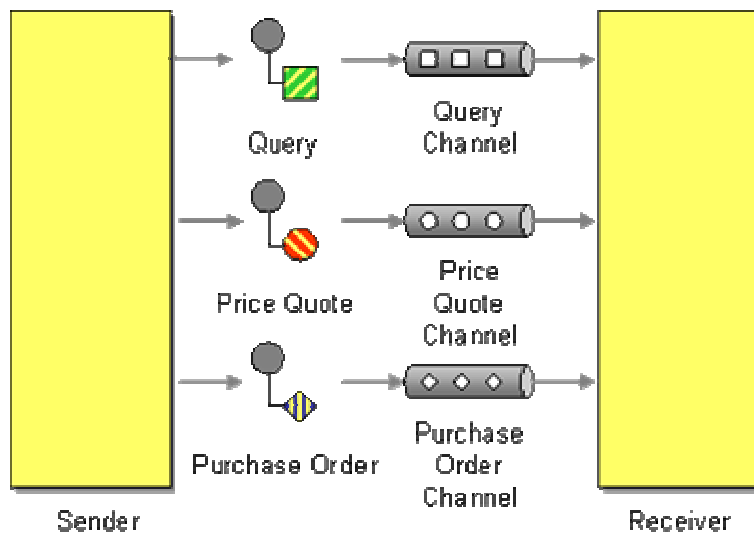 Query
Query
Channel
Price Quote
Price
Quote
Channel
Purchase Order
Purchase
Order
Channel
Sender
Receiver